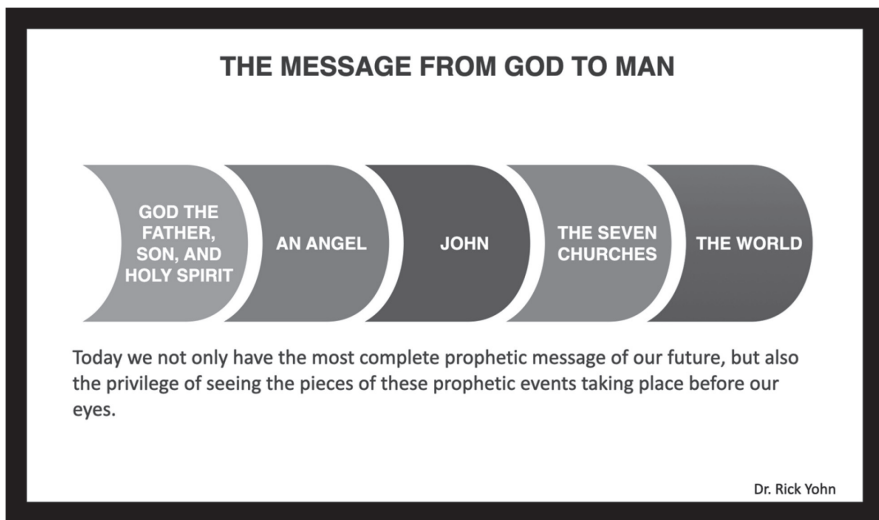 THE MESSAGE FROM GOD TO MAN
GOD THE
FATHER,
SON, AND
HOLY SPIRIT
AN ANGEL
JOHN
THE SEVEN
CHURCHES
THE WORLD
Today we not only have the most complete prophetic message of our future, but also
the privilege of seeing the pieces of these prophetic events taking place before our
eyes.
Dr. Rick Yohn